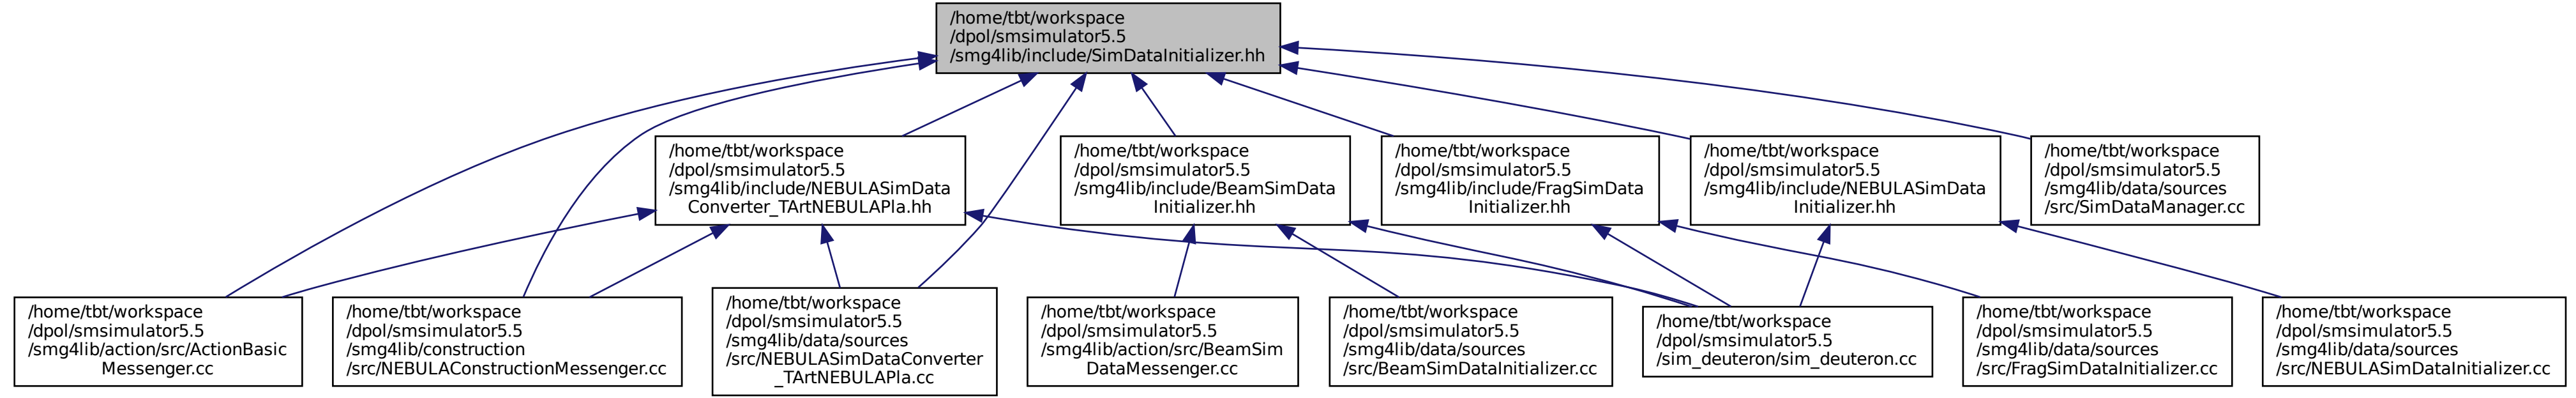 /home/tbt/workspace
/dpol/smsimulator5.5
/smg4lib/include/SimDataInitializer.hh
/home/tbt/workspace
/dpol/smsimulator5.5
/smg4lib/include/NEBULASimData
Converter_TArtNEBULAPla.hh
/home/tbt/workspace
/dpol/smsimulator5.5
/smg4lib/include/BeamSimData
Initializer.hh
/home/tbt/workspace
/dpol/smsimulator5.5
/smg4lib/include/FragSimData
Initializer.hh
/home/tbt/workspace
/dpol/smsimulator5.5
/smg4lib/include/NEBULASimData
Initializer.hh
/home/tbt/workspace
/dpol/smsimulator5.5
/smg4lib/data/sources
/src/SimDataManager.cc
/home/tbt/workspace
/dpol/smsimulator5.5
/smg4lib/action/src/ActionBasic
Messenger.cc
/home/tbt/workspace
/dpol/smsimulator5.5
/smg4lib/construction
/src/NEBULAConstructionMessenger.cc
/home/tbt/workspace
/dpol/smsimulator5.5
/smg4lib/data/sources
/src/NEBULASimDataConverter
_TArtNEBULAPla.cc
/home/tbt/workspace
/dpol/smsimulator5.5
/smg4lib/action/src/BeamSim
DataMessenger.cc
/home/tbt/workspace
/dpol/smsimulator5.5
/smg4lib/data/sources
/src/BeamSimDataInitializer.cc
/home/tbt/workspace
/dpol/smsimulator5.5
/sim_deuteron/sim_deuteron.cc
/home/tbt/workspace
/dpol/smsimulator5.5
/smg4lib/data/sources
/src/FragSimDataInitializer.cc
/home/tbt/workspace
/dpol/smsimulator5.5
/smg4lib/data/sources
/src/NEBULASimDataInitializer.cc